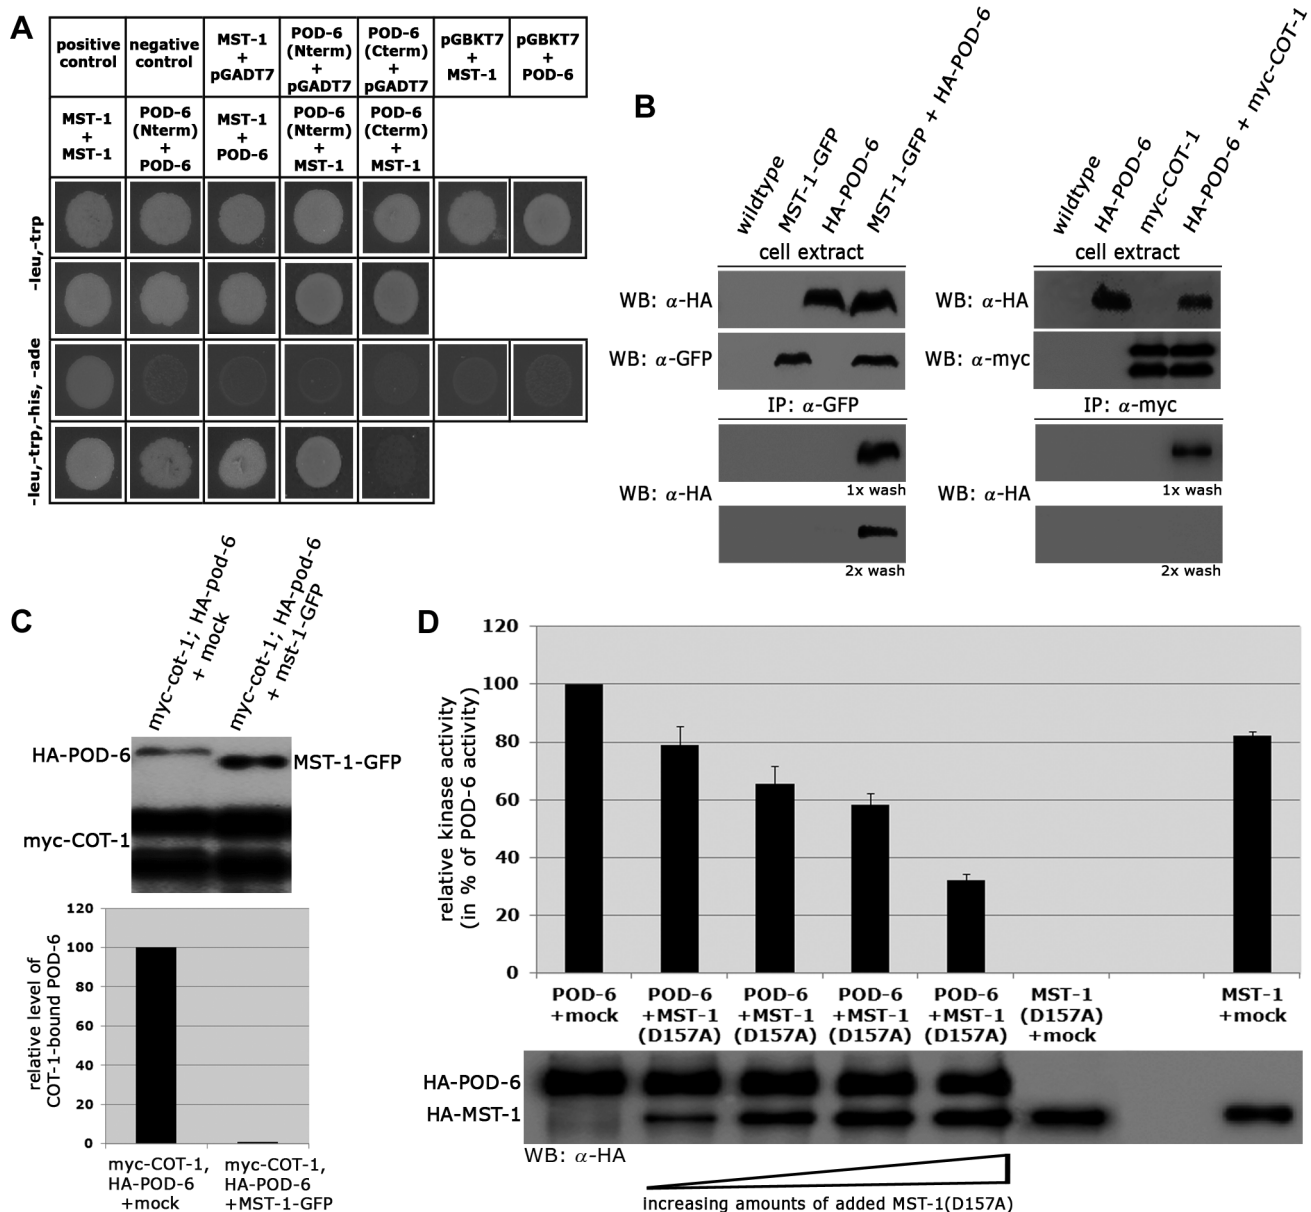 A
positive control
negative control
MST-1 + pGADT7
POD-6 (Nterm) + pGADT7
POD-6 (Cterm) + pGADT7
pGBKT7 + MST-1
pGBKT7 + POD-6
MST-1 + MST-1
POD-6 (Nterm) + POD-6
MST-1 + POD-6
POD-6 (Nterm) + MST-1
POD-6 (Cterm) + MST-1
-leu,-trp
-leu,-trp,-his, -ade
B
wildtype
MST-1-GFP
HA-POD-6
MST-1-GFP + HA-POD-6
cell extract
WB: α-HA
WB: α-GFP
IP: α-GFP
WB: α-HA
1x wash
2x wash
wildtype
HA-POD-6
myc-COT-1
HA-POD-6 + myc-COT-1
cell extract
WB: α-HA
WB: α-myc
IP: α-myc
WB: α-HA
1x wash
2x wash
C
myc-cot-1; HA-pod-6
+ mock
myc-cot-1; HA-pod-6
+ mst-1-GFP
HA-POD-6
MST-1-GFP
myc-COT-1
relative level of
COT-1-bound POD-6
120
100
80
60
40
20
0
myc-COT-1,
HA-POD-6
+mock
myc-COT-1,
HA-POD-6
+MST-1-GFP
D
relative kinase activity
(in % of POD-6 activity)
120
100
80
60
40
20
0
POD-6
+mock
POD-6
+MST-1
(D157A)
POD-6
+MST-1
(D157A)
POD-6
+MST-1
(D157A)
POD-6
+MST-1
(D157A)
MST-1
(D157A)
+mock
MST-1
+mock
HA-POD-6
HA-MST-1
WB: α-HA
increasing amounts of added MST-1(D157A)